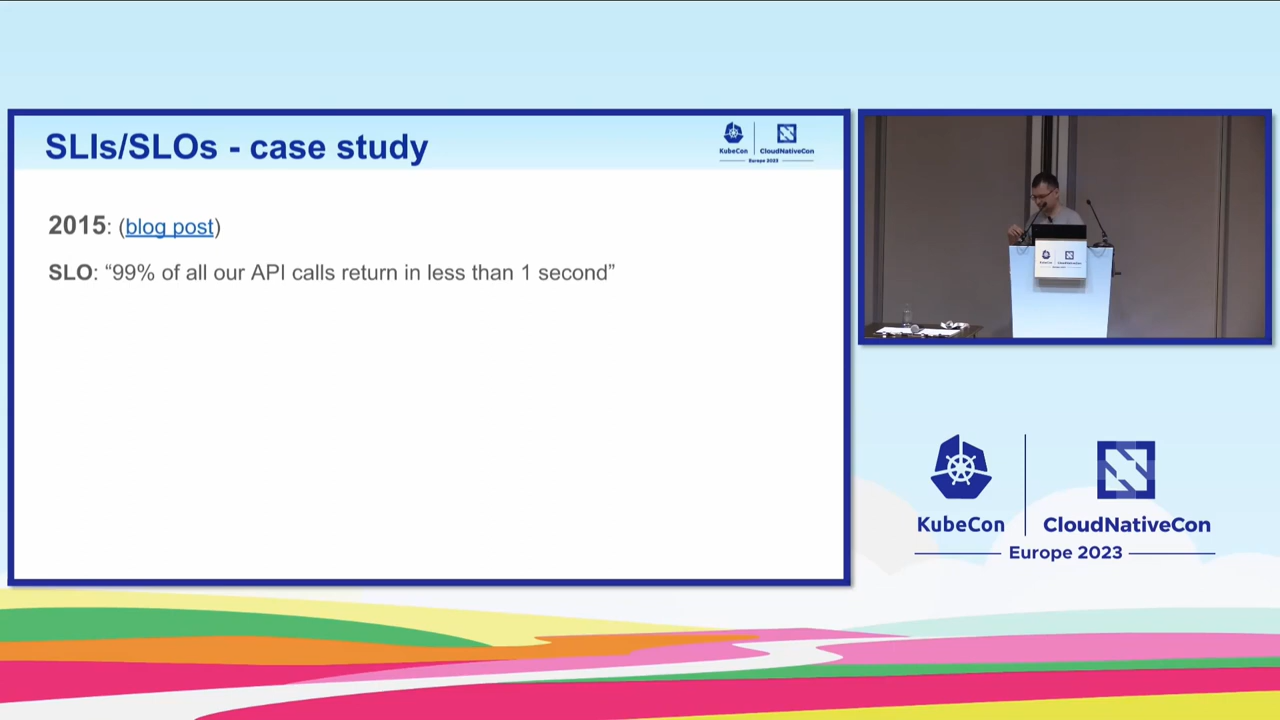 SLIs/SLOs - case study
KubeCon
CloudNativeCon
Europe 2023
2015: (blog post)
SLO: “99% of all our API calls return in less than 1 second”
KubeCon
CloudNativeCon
Europe 2023